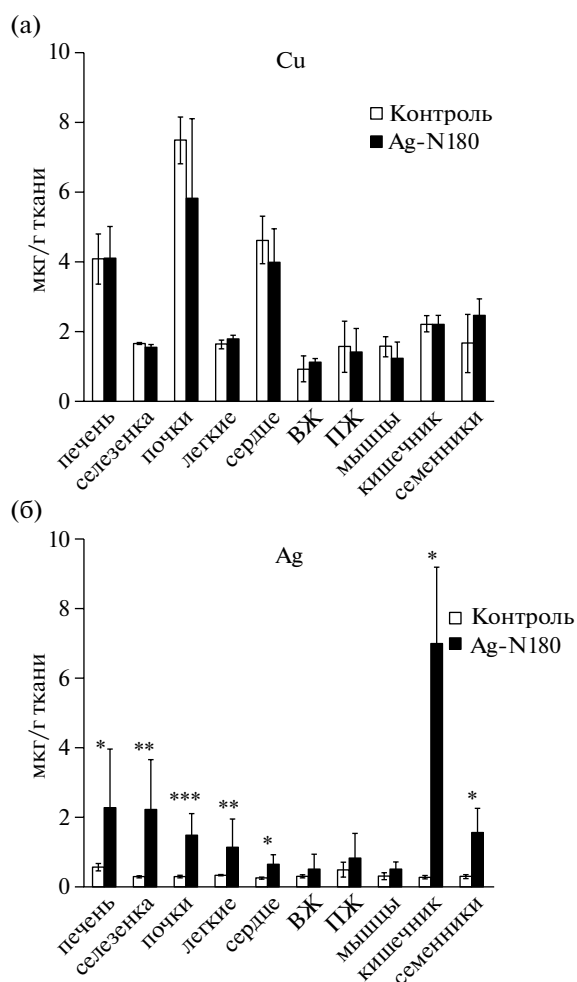 (а)
10
Cu
8
6
4
2
0
мкг/г ткани
Контроль
Ag-N180
печень
селезенка
почки
легкие
сердце
ВЖ
ПЖ
мышцы
кишечник
семенники
(б)
10
Ag
8
6
4
2
0
мкг/г ткани
Контроль
Ag-N180
*
**
***
**
*
*
*
печень
селезенка
почки
легкие
сердце
ВЖ
ПЖ
мышцы
кишечник
семенники